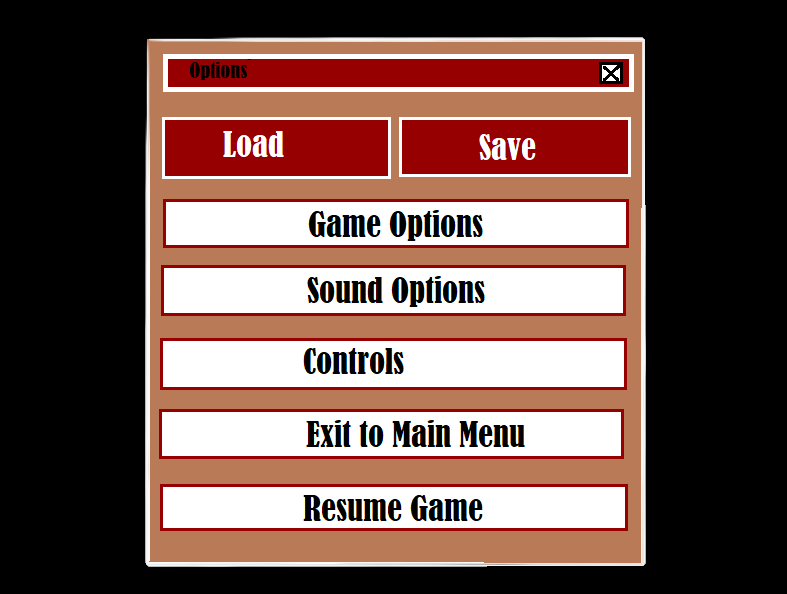 Options
Load
Save
Game Options
Sound Options
Controls
Exit to Main Menu
Resume Game